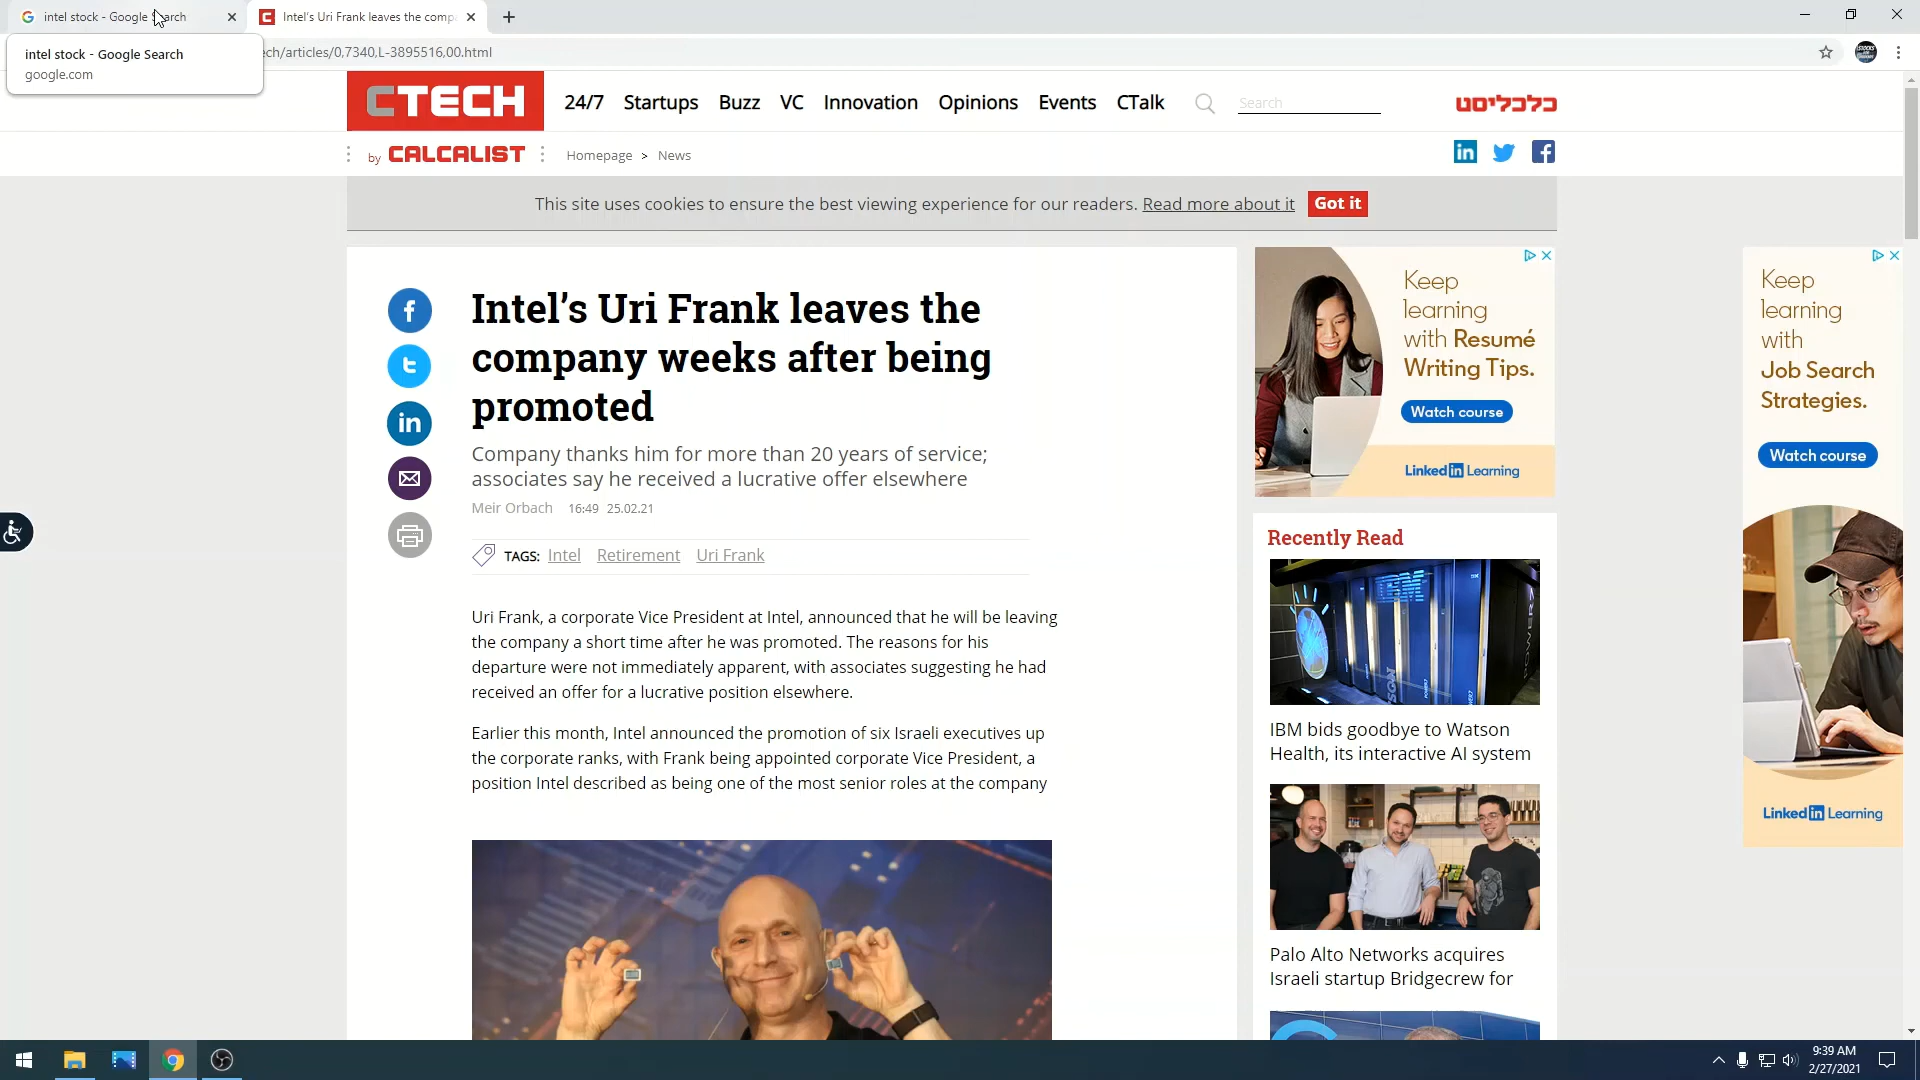 intel stock - Google Search
Intel's Uri Frank leaves the comp
intel stock - Google Search
google.com
ech/articles/0,7340,L-3895516,00.html
CTECH
24/7 Startups Buzz VC Innovation Opinions Events CTalk Search
כלכליסט
by CALCALIST
Homepage > News
This site uses cookies to ensure the best viewing experience for our readers. Read more about it Got it
Intel’s Uri Frank leaves the
company weeks after being
promoted
Company thanks him for more than 20 years of service;
associates say he received a lucrative offer elsewhere
Meir Orbach 16:49 25.02.21
TAGS: Intel Retirement Uri Frank
Uri Frank, a corporate Vice President at Intel, announced that he will be leaving
the company a short time after he was promoted. The reasons for his
departure were not immediately apparent, with associates suggesting he had
received an offer for a lucrative position elsewhere.
Earlier this month, Intel announced the promotion of six Israeli executives up
the corporate ranks, with Frank being appointed corporate Vice President, a
position Intel described as being one of the most senior roles at the company
Keep
learning
with Resumé
Writing Tips.
Watch course
Linkedin Learning
Recently Read
IBM
WATSON
POWER7
IBM bids goodbye to Watson
Health, its interactive AI system
Palo Alto Networks acquires
Israeli startup Bridgecrew for
Keep
learning
with
Job Search
Strategies.
Watch course
Linkedin Learning
9:39 AM
2/27/2021